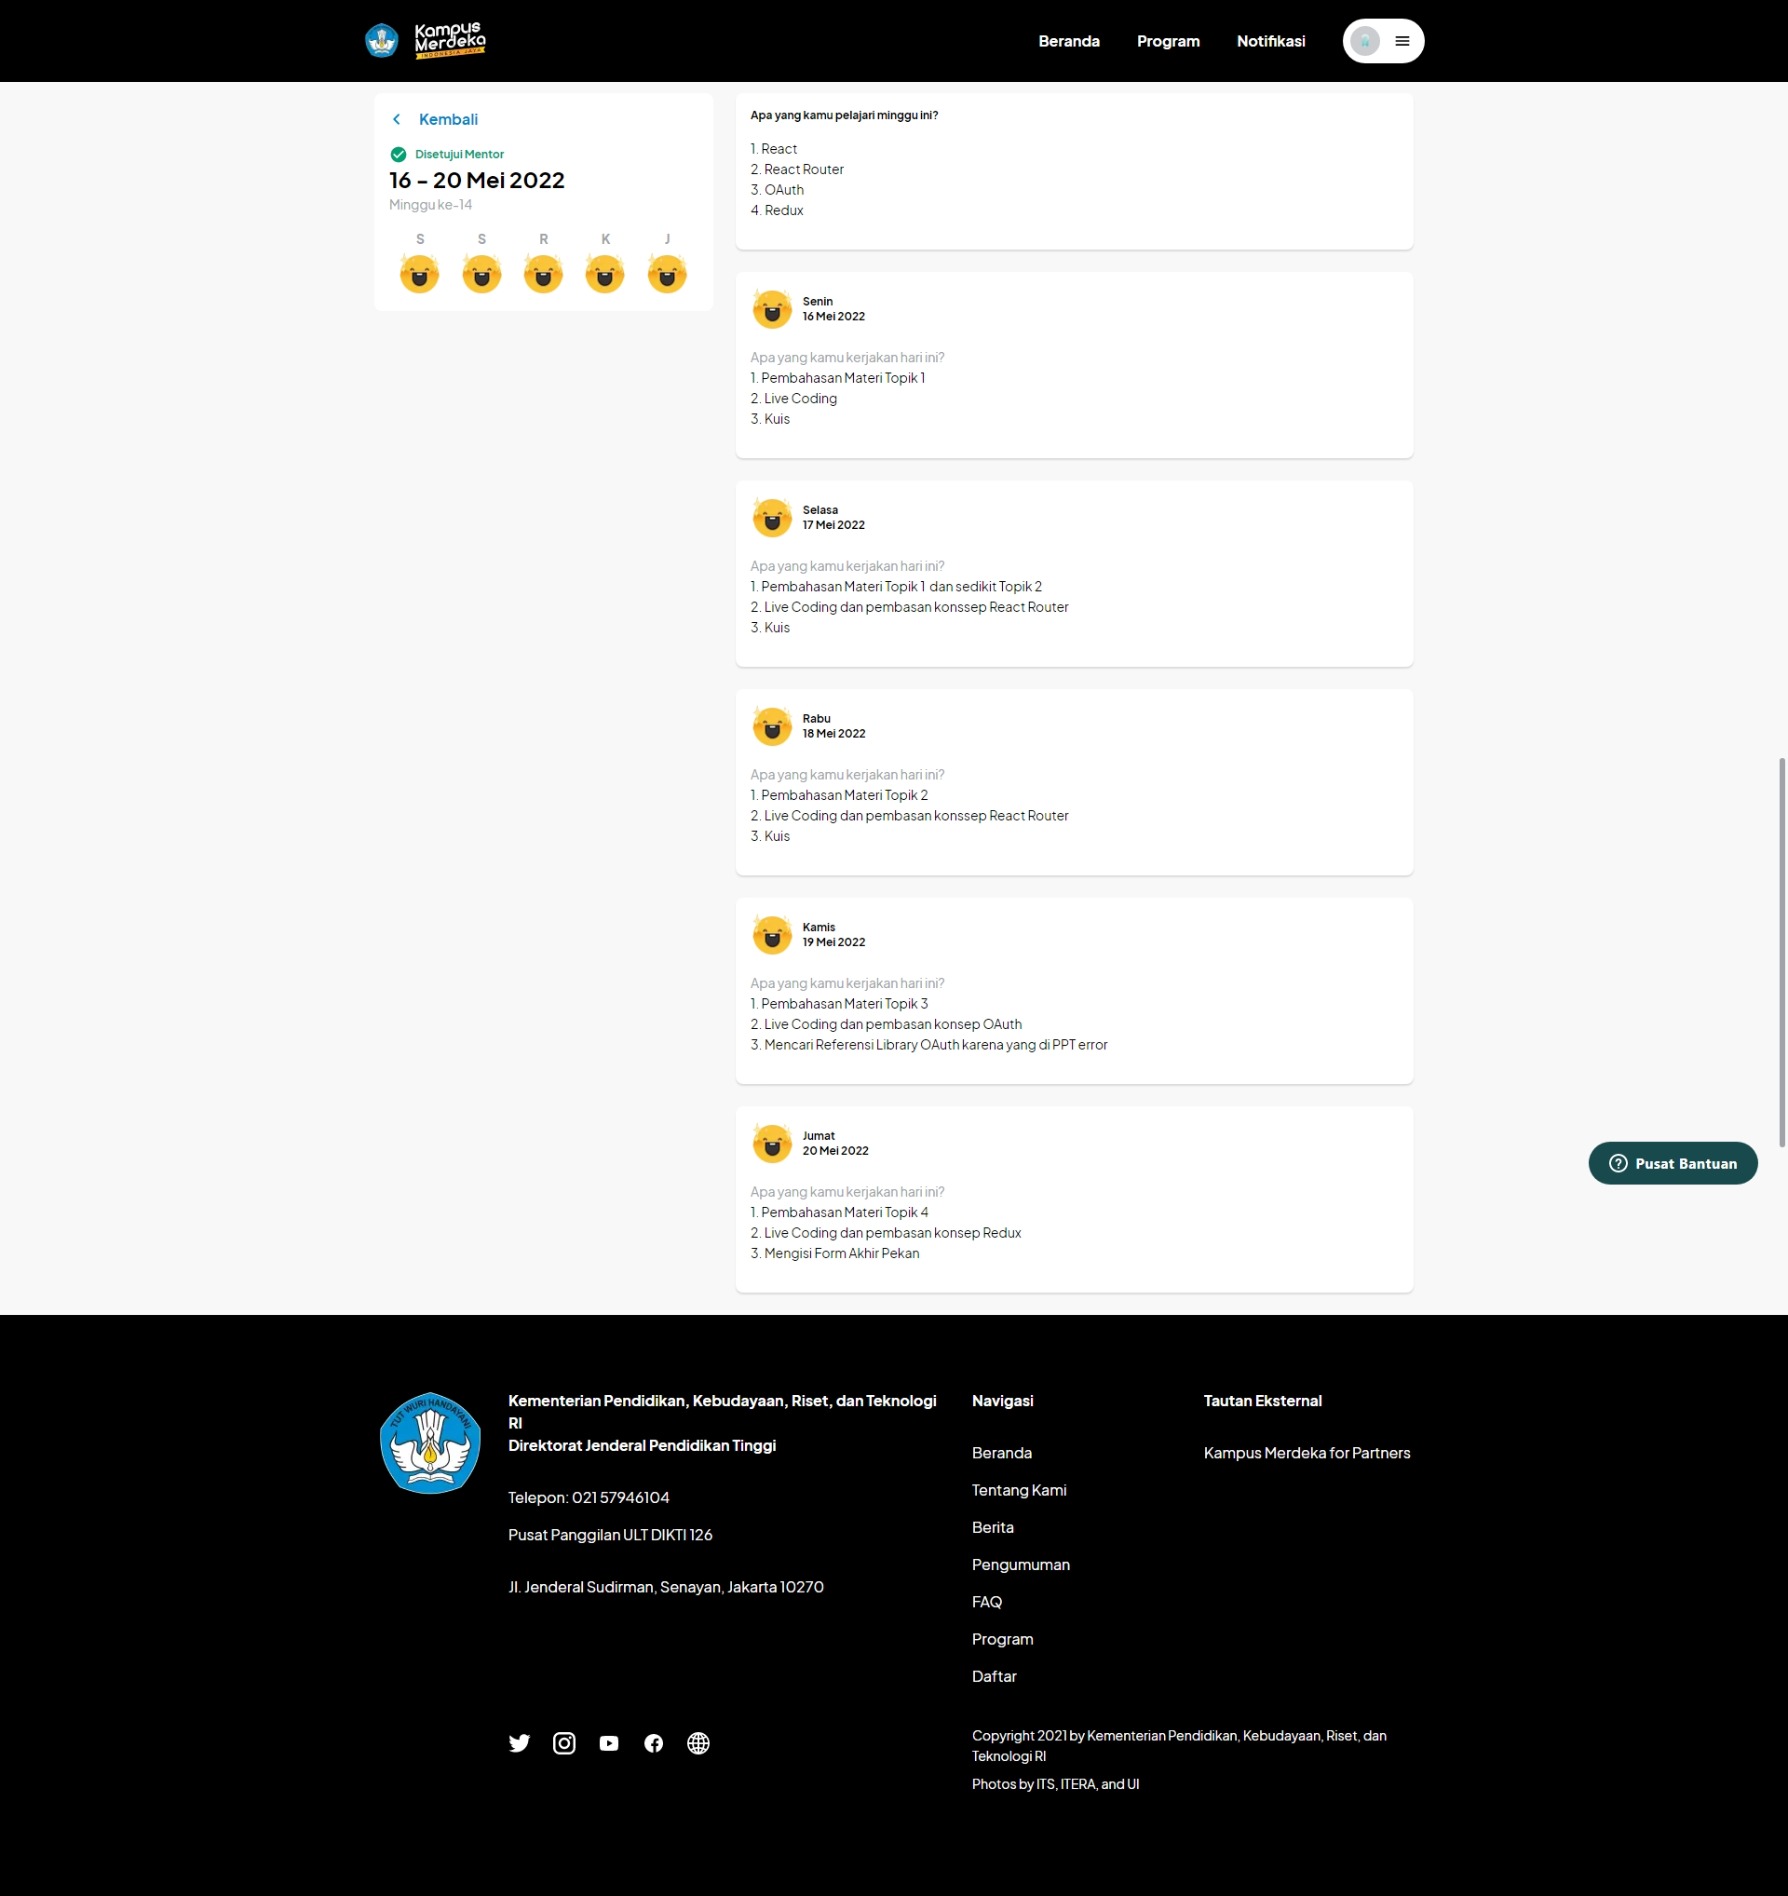 Kampus
Merdeka
INDONESIA JAYA
Beranda
Program
Notifikasi
Kembali
Disetujui Mentor
16 - 20 Mei 2022
Minggu ke-14
S S R K J
Apa yang kamu pelajari minggu ini?
1. React
2. React Router
3. OAuth
4. Redux
Senin
16 Mei 2022
Apa yang kamu kerjakan hari ini?
1. Pembahasan Materi Topik 1
2. Live Coding
3. Kuis
Selasa
17 Mei 2022
Apa yang kamu kerjakan hari ini?
1. Pembahasan Materi Topik 1 dan sedikit Topik 2
2. Live Coding dan pembasan konssep React Router
3. Kuis
Rabu
18 Mei 2022
Apa yang kamu kerjakan hari ini?
1. Pembahasan Materi Topik 2
2. Live Coding dan pembasan konssep React Router
3. Kuis
Kamis
19 Mei 2022
Apa yang kamu kerjakan hari ini?
1. Pembahasan Materi Topik 3
2. Live Coding dan pembasan konsep OAuth
3. Mencari Referensi Library OAuth karena yang di PPT error
Jumat
20 Mei 2022
Apa yang kamu kerjakan hari ini?
1. Pembahasan Materi Topik 4
2. Live Coding dan pembasan konsep Redux
3. Mengisi Form Akhir Pekan
Pusat Bantuan
TUT WURI HANDAYANI
Kementerian Pendidikan, Kebudayaan, Riset, dan Teknologi
RI
Direktorat Jenderal Pendidikan Tinggi
Telepon: 021 57946104
Pusat Panggilan ULT DIKTI 126
Jl. Jenderal Sudirman, Senayan, Jakarta 10270
Navigasi
Beranda
Tentang Kami
Berita
Pengumuman
FAQ
Program
Daftar
Tautan Eksternal
Kampus Merdeka for Partners
Copyright 2021 by Kementerian Pendidikan, Kebudayaan, Riset, dan
Teknologi RI
Photos by ITS, ITERA, and UI